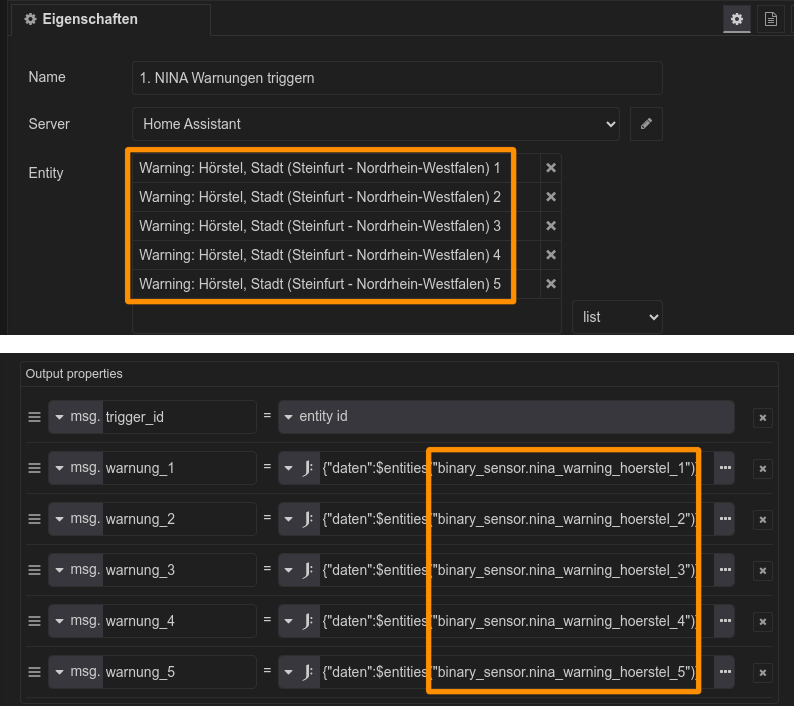 Eigenschaften
Name 1. NINA Warnungen triggern
Server Home Assistant
Entity Warning: Hörstel, Stadt (Steinfurt - Nordrhein-Westfalen) 1
Warning: Hörstel, Stadt (Steinfurt - Nordrhein-Westfalen) 2
Warning: Hörstel, Stadt (Steinfurt - Nordrhein-Westfalen) 3
Warning: Hörstel, Stadt (Steinfurt - Nordrhein-Westfalen) 4
Warning: Hörstel, Stadt (Steinfurt - Nordrhein-Westfalen) 5
list
Output properties
msg. trigger_id = entity id
msg. warnung_1 = J: {"daten":$entities("binary_sensor.nina_warning_hoerstel_1")
msg. warnung_2 = J: {"daten":$entities("binary_sensor.nina_warning_hoerstel_2")
msg. warnung_3 = J: {"daten":$entities("binary_sensor.nina_warning_hoerstel_3")
msg. warnung_4 = J: {"daten":$entities("binary_sensor.nina_warning_hoerstel_4")
msg. warnung_5 = J: {"daten":$entities("binary_sensor.nina_warning_hoerstel_5")